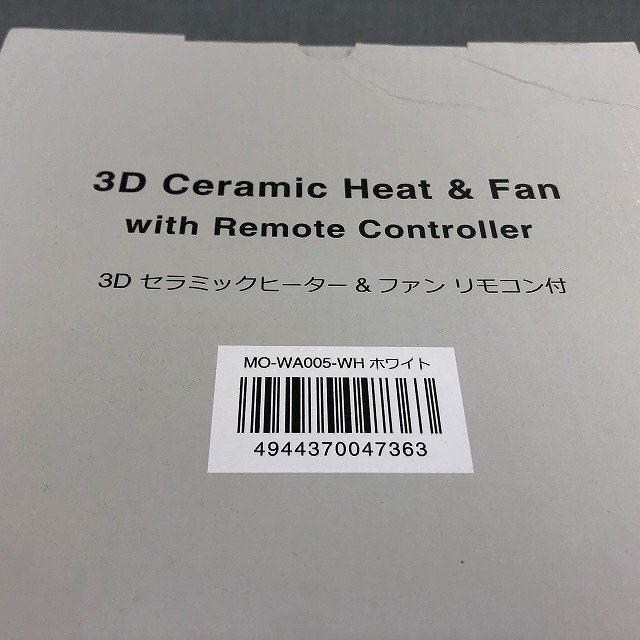 3D Ceramic Heat & Fan
with Remote Controller
3D セラミックヒーター & ファン リモコン付
MO-WA005-WH ホワイト
4944370047363